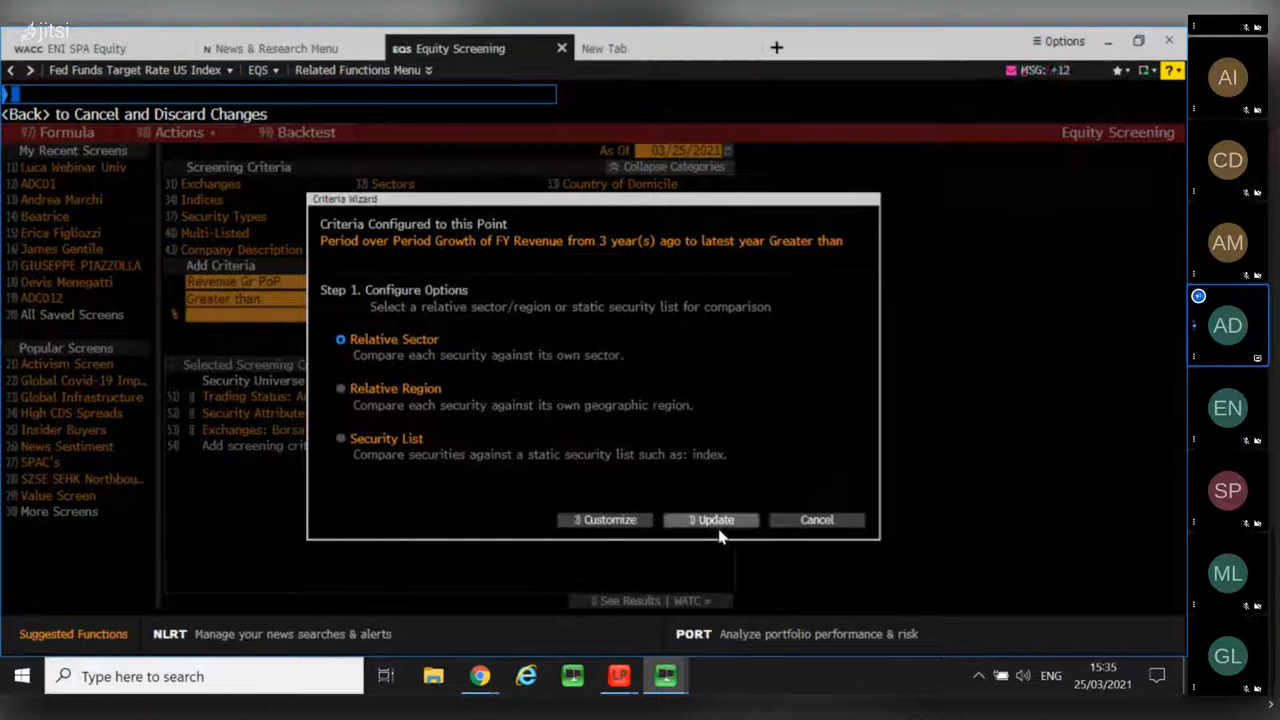 jitsi
WACC ENI SPA Equity
N News & Research Menu
EQS Equity Screening
New Tab
Options
Fed Funds Target Rate US Index
EQS
Related Functions Menu
MSG: +12
?
<Back> to Cancel and Discard Changes
97) Formula
98) Actions
99) Backtest
Equity Screening
My Recent Screens
As Of 03/25/2021
Screening Criteria
Collapse Categories
11) Luca Webinar Univ
12) ADC01
13) Andrea Marchi
14) Beatrice
15) Erica Figliozzi
16) James Gentile
17) GIUSEPPE PIAZZOLLA
18) Devis Menegatti
19) ADC012
20) All Saved Screens
31) Exchanges
32) Sectors
33) Country of Domicile
34) Indices
37) Security Types
40) Multi-Listed
43) Company Description
Add Criteria
Revenue Gr PoP
Greater than
%
Popular Screens
21) Activism Screen
22) Global Covid-19 Imp...
23) Global Infrastructure
24) High CDS Spreads
25) Insider Buyers
26) News Sentiment
27) SPAC's
28) SZSE SEHK Northbou...
29) Value Screen
30) More Screens
Selected Screening C
Security Universe
51) Trading Status: A
52) Security Attribute
53) Exchanges: Borsa
54) Add screening crit
Criteria Wizard
Criteria Configured to this Point
Period over Period Growth of FY Revenue from 3 year(s) ago to latest year Greater than
Step 1. Configure Options
Select a relative sector/region or static security list for comparison
Relative Sector
Compare each security against its own sector.
Relative Region
Compare each security against its own geographic region.
Security List
Compare securities against a static security list such as: index.
Customize
1) Update
Cancel
See Results | WATC »
Suggested Functions
NLRT Manage your news searches & alerts
PORT Analyze portfolio performance & risk
Type here to search
LP
ENG
15:35
25/03/2021
AI
CD
AM
AD
EN
SP
ML
GL